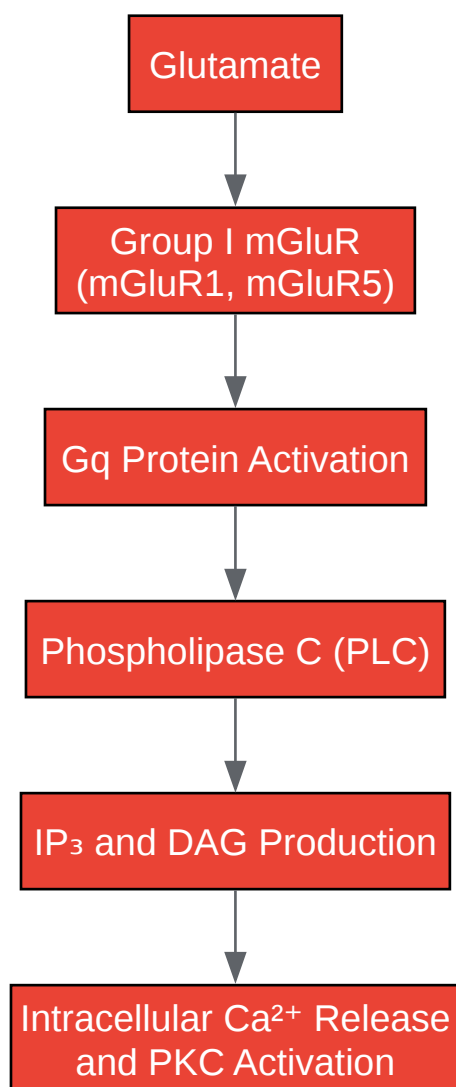 Glutamate
Group I mGluR
(mGluR1, mGluR5)
Gq Protein Activation
Phospholipase C (PLC)
IP₃ and DAG Production
Intracellular Ca²⁺ Release
and PKC Activation